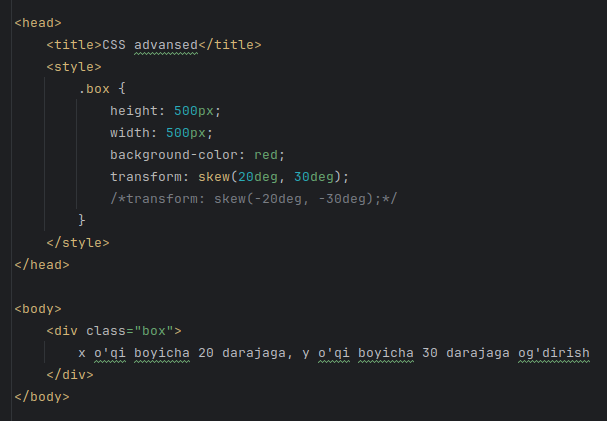 <head>
<title>CSS advansed</title>
<style>
.box {
height: 500px;
width: 500px;
background-color: red;
transform: skew(20deg, 30deg);
/*transform: skew(-20deg, -30deg);*/
}
</style>
</head>
<body>
<div class="box">
x o'qi boyicha 20 darajaga, y o'qi boyicha 30 darajaga og'dirish
</div>
</body>